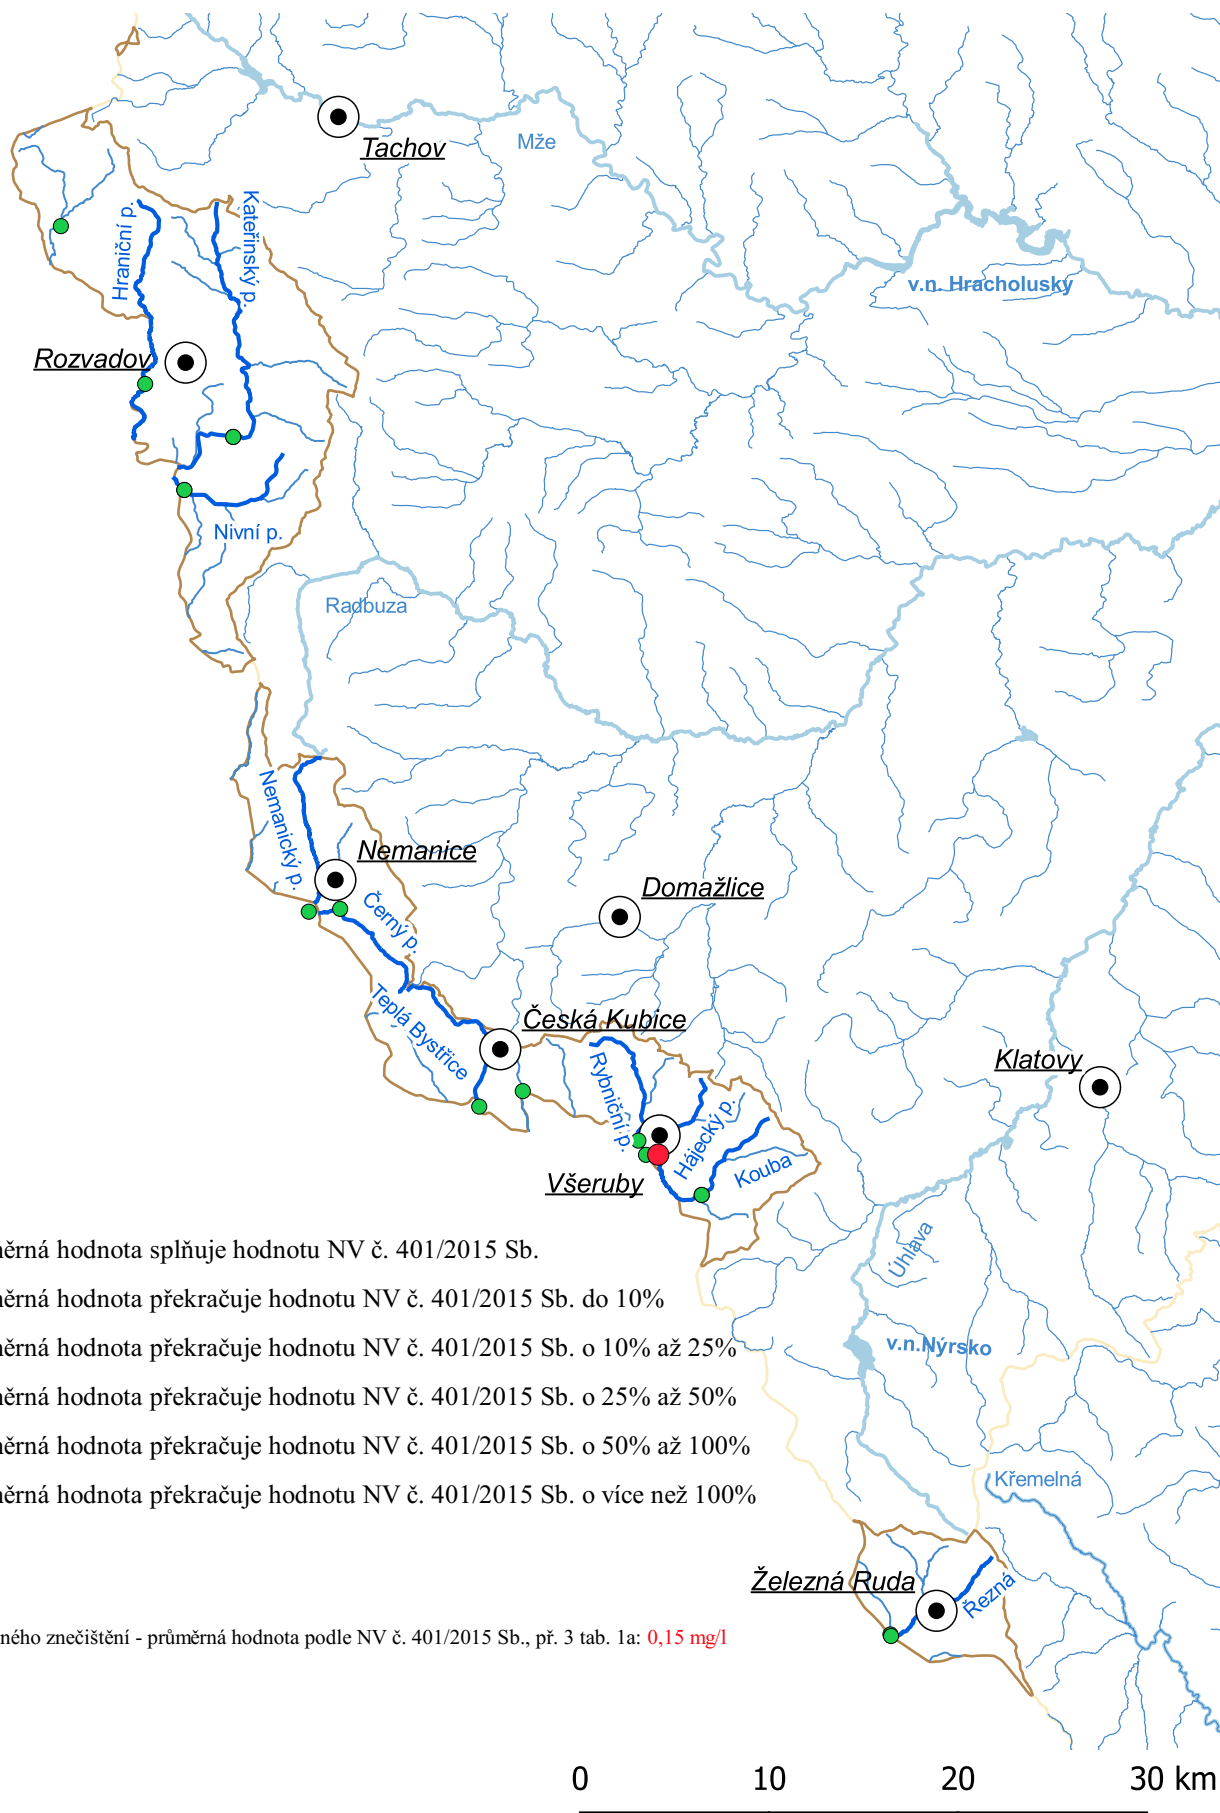 Tachov
Mže
Kateřinský p.
Hraniční p.
v.n. Hracholusky
Rozvadov
Nivní p.
Radbuza
Nemanický p.
Nemanice
Domažlice
Černý p.
Teplá Bystřice
Česká Kubice
Klatovy
Rybniční p.
Hájecký p.
Kouba
Všeruby
Úhlava
ěrná hodnota splňuje hodnotu NV č. 401/2015 Sb.
ěrná hodnota překračuje hodnotu NV č. 401/2015 Sb. do 10%
ěrná hodnota překračuje hodnotu NV č. 401/2015 Sb. o 10% až 25%
v.n.Nýrsko
ěrná hodnota překračuje hodnotu NV č. 401/2015 Sb. o 25% až 50%
ěrná hodnota překračuje hodnotu NV č. 401/2015 Sb. o 50% až 100%
Křemelná
ěrná hodnota překračuje hodnotu NV č. 401/2015 Sb. o více než 100%
Železná Ruda
Řezná
ného znečištění - průměrná hodnota podle NV č. 401/2015 Sb., př. 3 tab. 1a: 0,15 mg/l
0 10 20 30 km